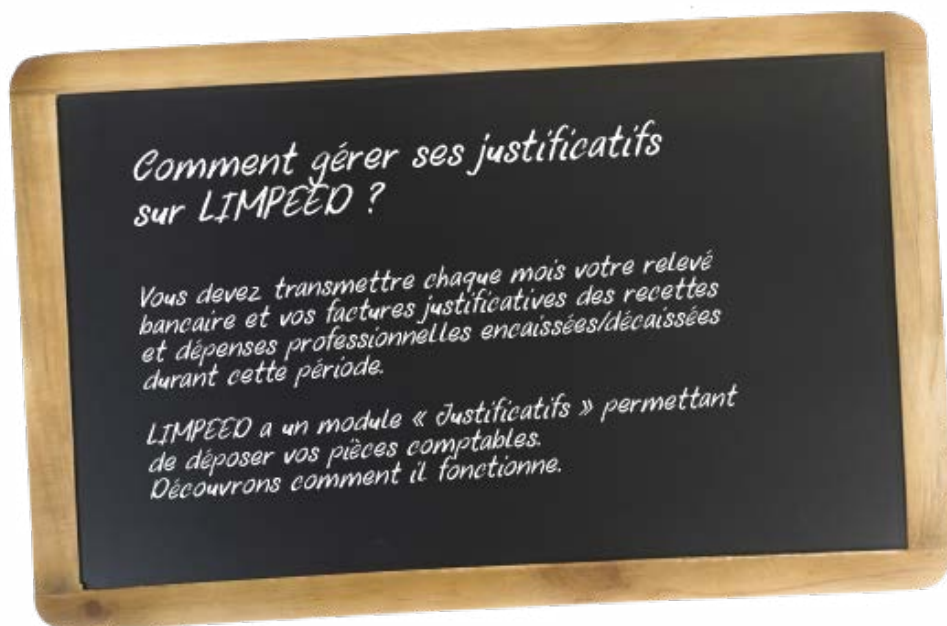 Comment gérer ses justificatifs
sur LIMPEED ?
Vous devez transmettre chaque mois votre relevé
bancaire et vos factures justificatives des recettes
et dépenses professionnelles encaissées/décaissées
durant cette période.
LIMPEED a un module « Justificatifs » permettant
de déposer vos pièces comptables.
Découvrons comment il fonctionne.